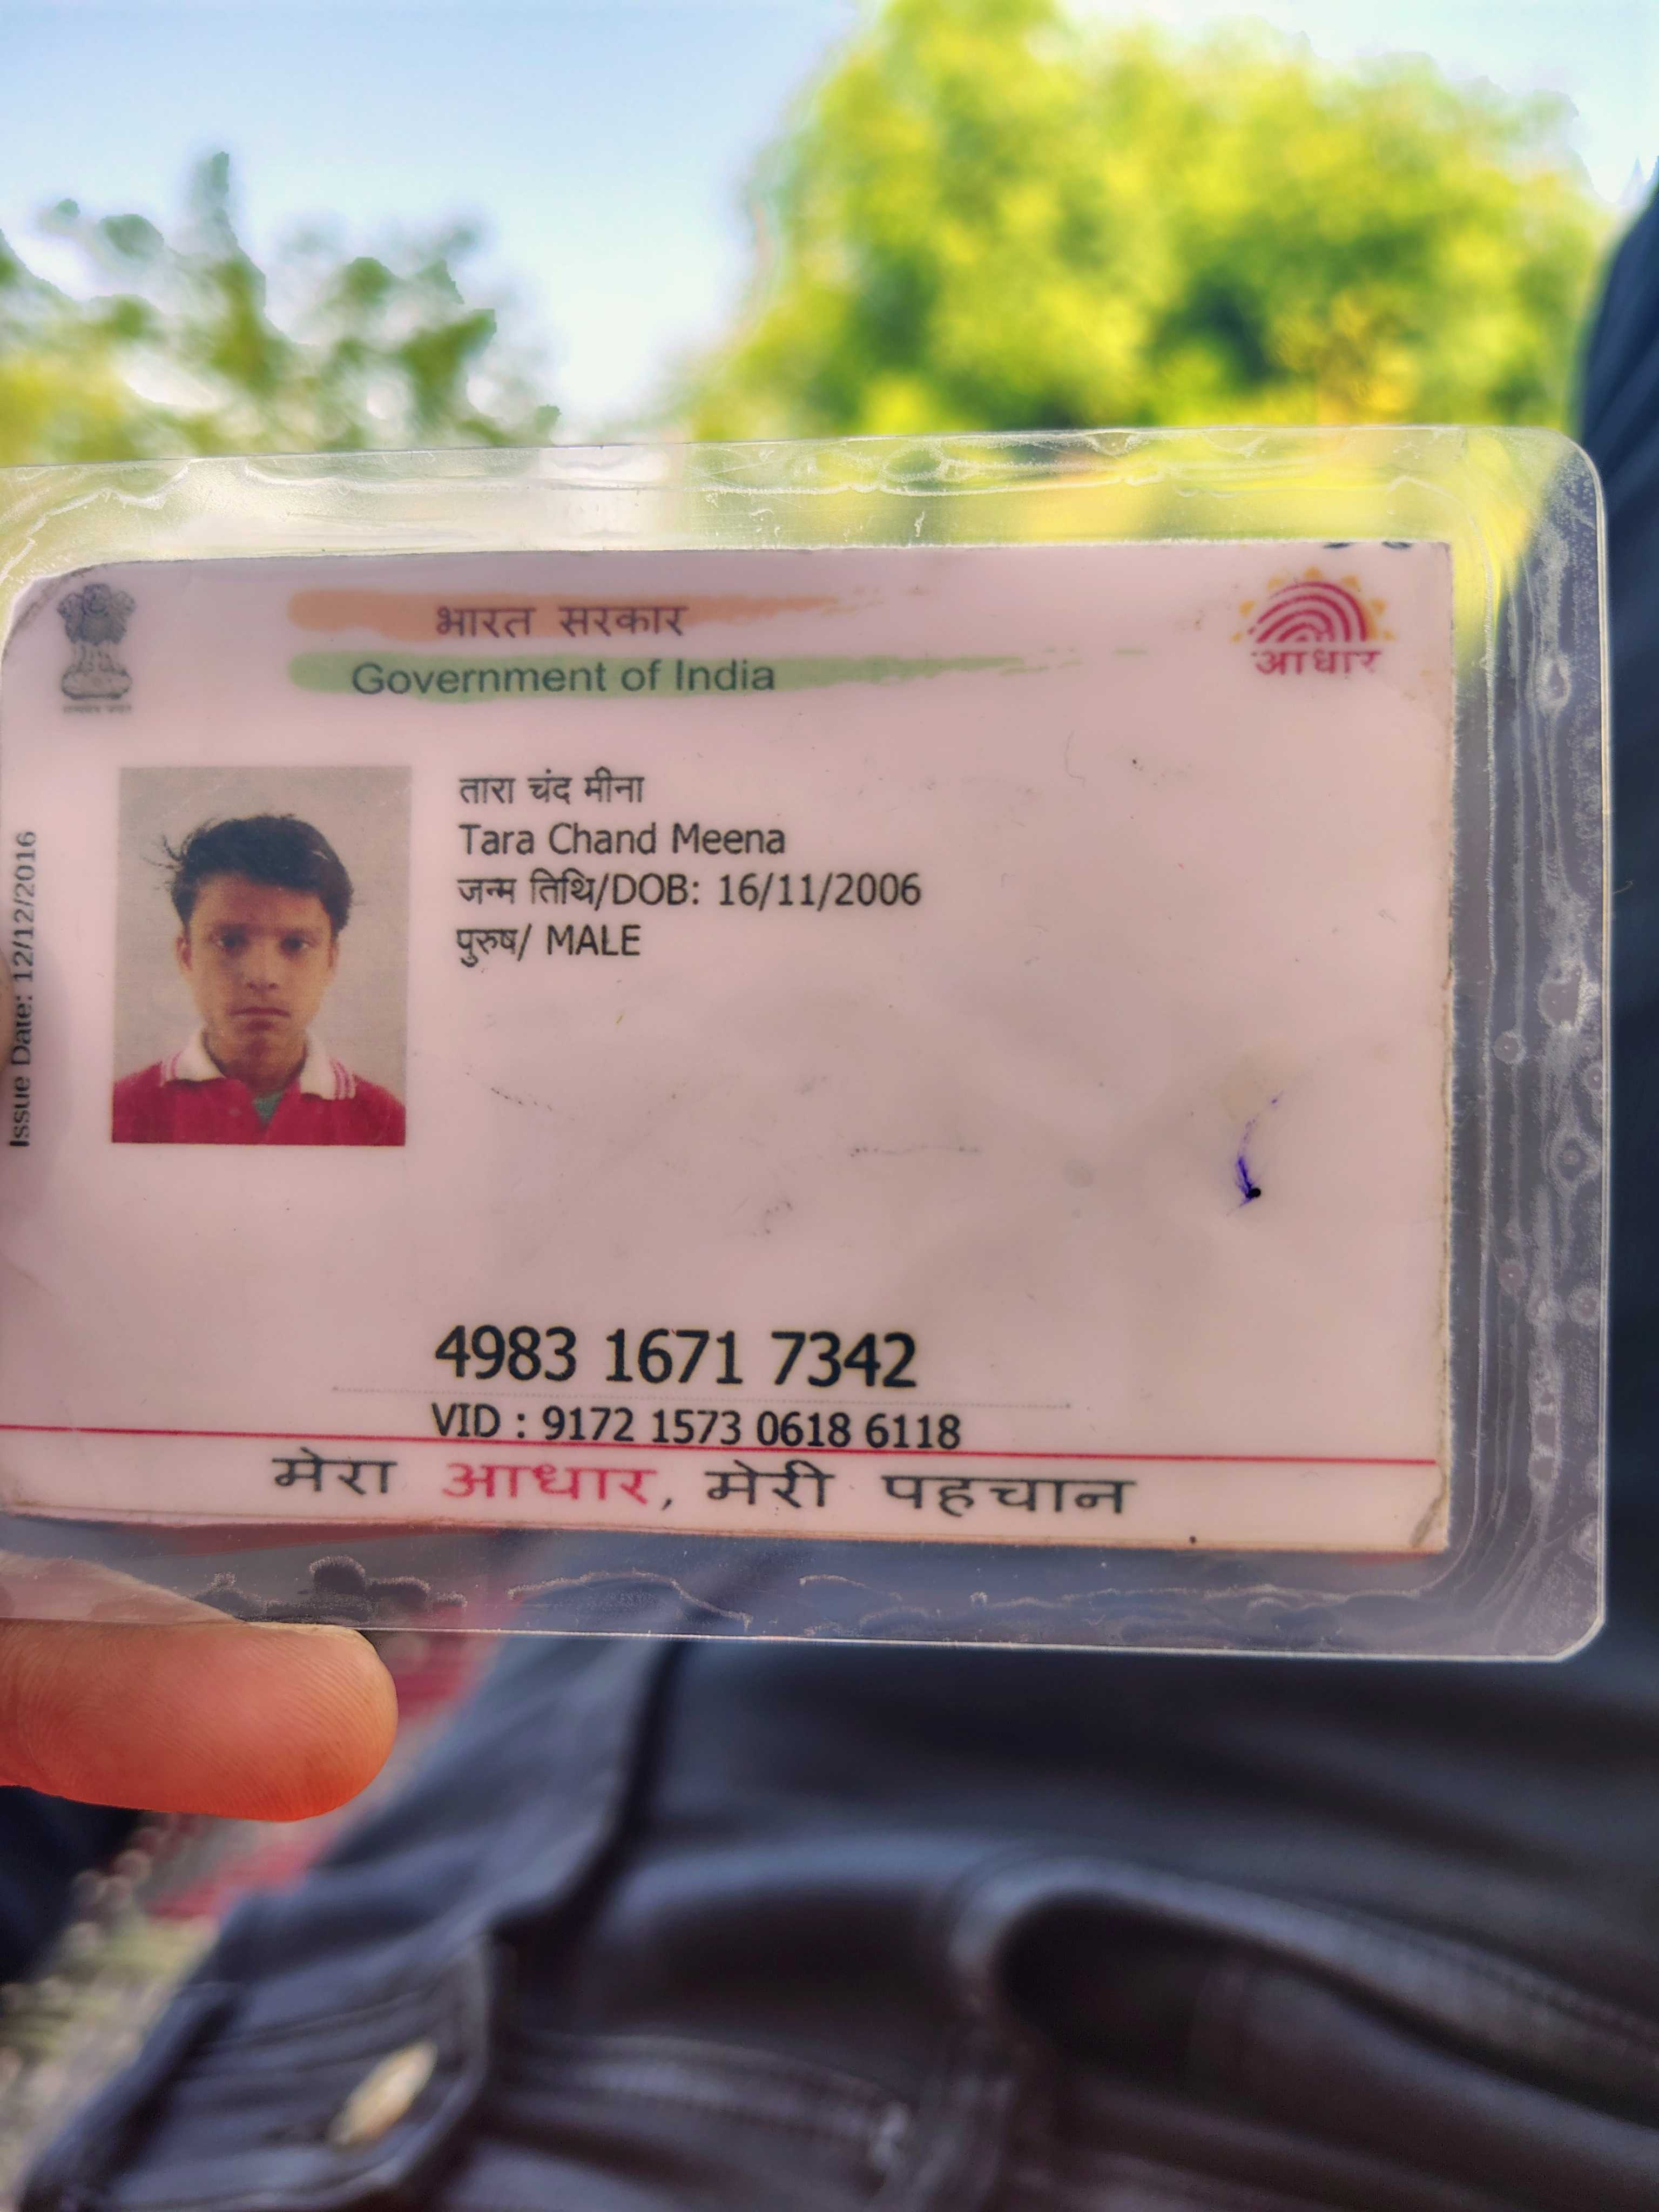 भारत सरकार
Government of India
आधार
Issue Date: 12/12/2016
तारा चंद मीना
Tara Chand Meena
जन्म तिथि/DOB: 16/11/2006
पुरुष/ MALE
4983 1671 7342
VID : 9172 1573 0618 6118
मेरा आधार, मेरी पहचान